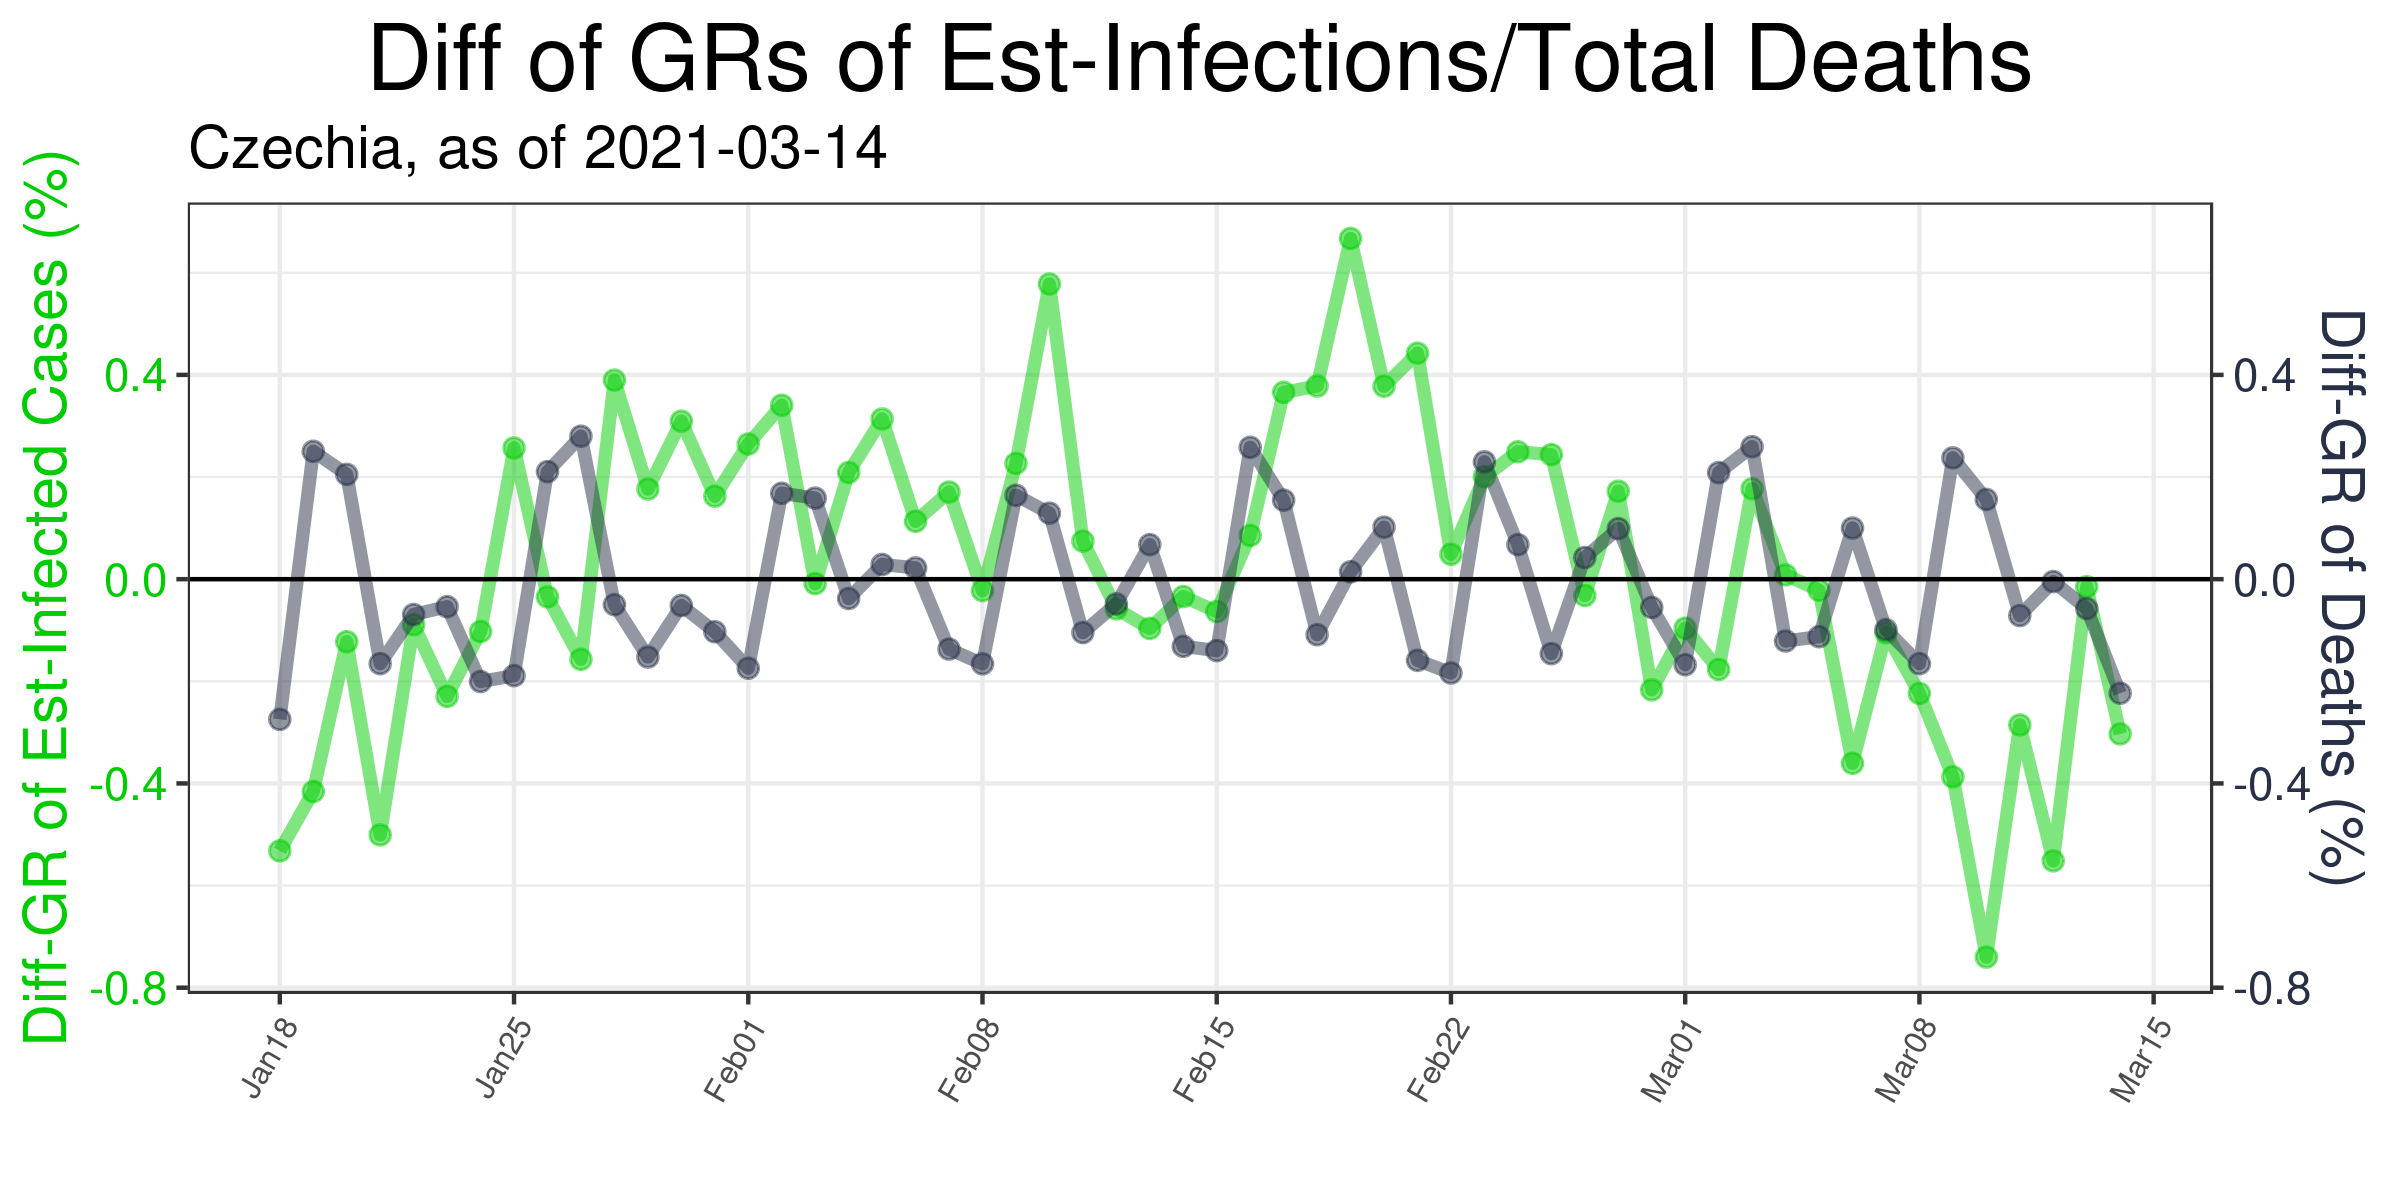 Diff of GRs of Est-Infections/Total Deaths
Czechia, as of 2021-03-14
Diff-GR of Est-Infected Cases (%)
0.4
0.0
-0.4
-0.8
0.4
0.0
-0.4
-0.8
Diff-GR of Deaths (%)
Jan18
Jan25
Feb01
Feb08
Feb15
Feb22
Mar01
Mar08
Mar15